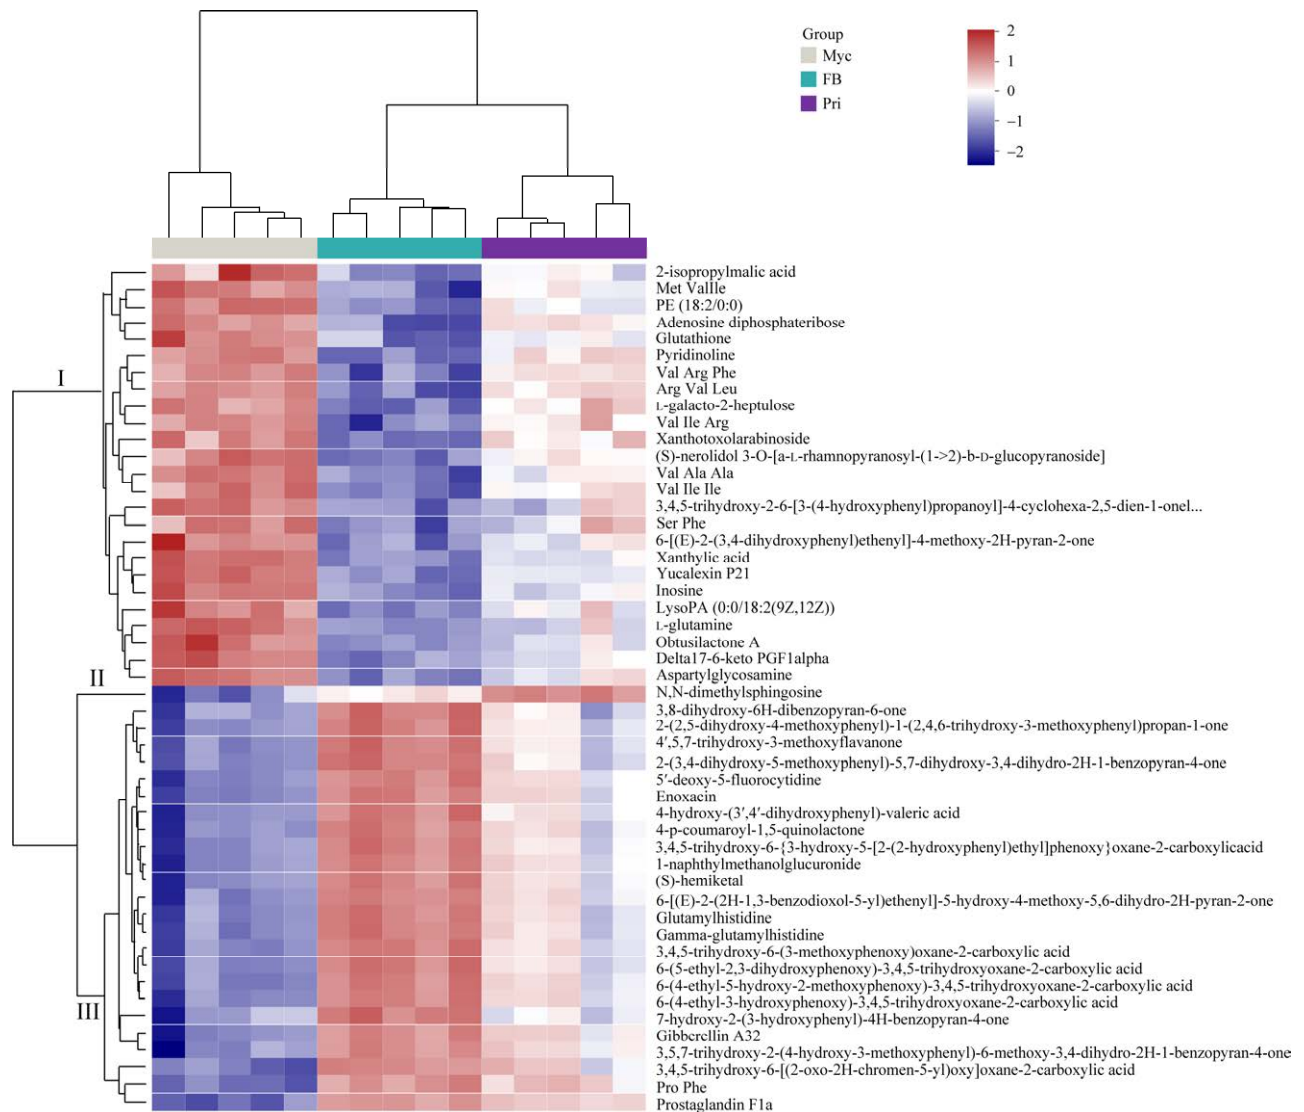 Group
Myc
FB
Pri
2
1
0
−1
−2
I
II
III
2-isopropylmalic acid
Met ValIle
PE (18:2/0:0)
Adenosine diphosphateribose
Glutathione
Pyridinoline
Val Arg Phe
Arg Val Leu
L-galacto-2-heptulose
Val Ile Arg
Xanthotoxolarabinoside
(S)-nerolidol 3-O-[a-L-rhamnopyranosyl-(1->2)-b-D-glucopyranoside]
Val Ala Ala
Val Ile Ile
3,4,5-trihydroxy-2-6-[3-(4-hydroxyphenyl)propanoyl]-4-cyclohexa-2,5-dien-1-onel...
Ser Phe
6-[(E)-2-(3,4-dihydroxyphenyl)ethenyl]-4-methoxy-2H-pyran-2-one
Xanthylic acid
Yucalexin P21
Inosine
LysoPA (0:0/18:2(9Z,12Z))
L-glutamine
Obtusilactone A
Delta17-6-keto PGF1alpha
Aspartylglycosamine
N,N-dimethylsphingosine
3,8-dihydroxy-6H-dibenzopyran-6-one
2-(2,5-dihydroxy-4-methoxyphenyl)-1-(2,4,6-trihydroxy-3-methoxyphenyl)propan-1-one
4′,5,7-trihydroxy-3-methoxyflavanone
2-(3,4-dihydroxy-5-methoxyphenyl)-5,7-dihydroxy-3,4-dihydro-2H-1-benzopyran-4-one
5′-deoxy-5-fluorocytidine
Enoxacin
4-hydroxy-(3′,4′-dihydroxyphenyl)-valeric acid
4-p-coumaroyl-1,5-quinolactone
3,4,5-trihydroxy-6-{3-hydroxy-5-[2-(2-hydroxyphenyl)ethyl]phenoxy}oxane-2-carboxylicacid
1-naphthylmethanolglucuronide
(S)-hemiketal
6-[(E)-2-(2H-1,3-benzodioxol-5-yl)ethenyl]-5-hydroxy-4-methoxy-5,6-dihydro-2H-pyran-2-one
Glutamylhistidine
Gamma-glutamylhistidine
3,4,5-trihydroxy-6-(3-methoxyphenoxy)oxane-2-carboxylic acid
6-(5-ethyl-2,3-dihydroxyphenoxy)-3,4,5-trihydroxyoxane-2-carboxylic acid
6-(4-ethyl-5-hydroxy-2-methoxyphenoxy)-3,4,5-trihydroxyoxane-2-carboxylic acid
6-(4-ethyl-3-hydroxyphenoxy)-3,4,5-trihydroxyoxane-2-carboxylic acid
7-hydroxy-2-(3-hydroxyphenyl)-4H-benzopyran-4-one
Gibberellin A32
3,5,7-trihydroxy-2-(4-hydroxy-3-methoxyphenyl)-6-methoxy-3,4-dihydro-2H-1-benzopyran-4-one
3,4,5-trihydroxy-6-[(2-oxo-2H-chromen-5-yl)oxy]oxane-2-carboxylic acid
Pro Phe
Prostaglandin F1a